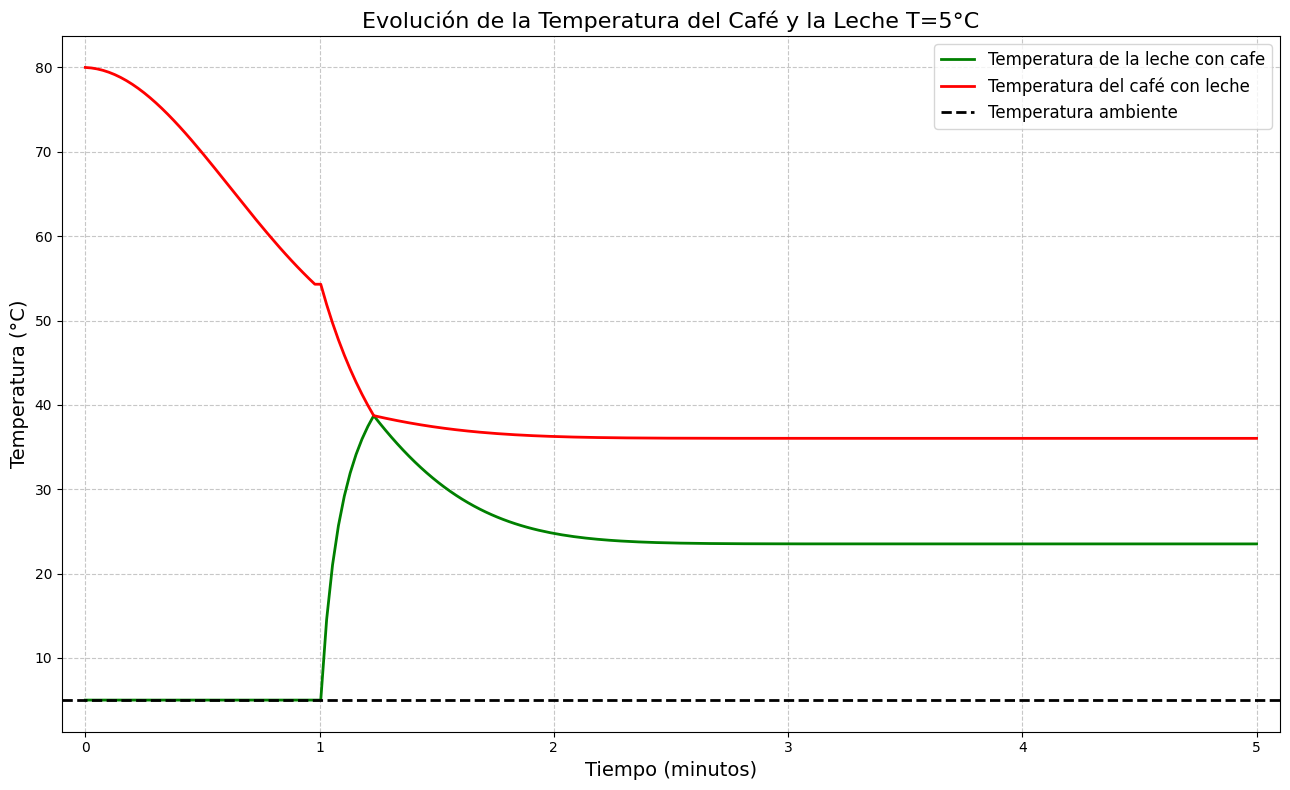 Evolución de la Temperatura del Café y la Leche T=5°C
Temperatura de la leche con cafe
Temperatura del café con leche
Temperatura ambiente
Temperatura (°C)
80
70
60
50
40
30
20
10
0 1 2 3 4 5
Tiempo (minutos)